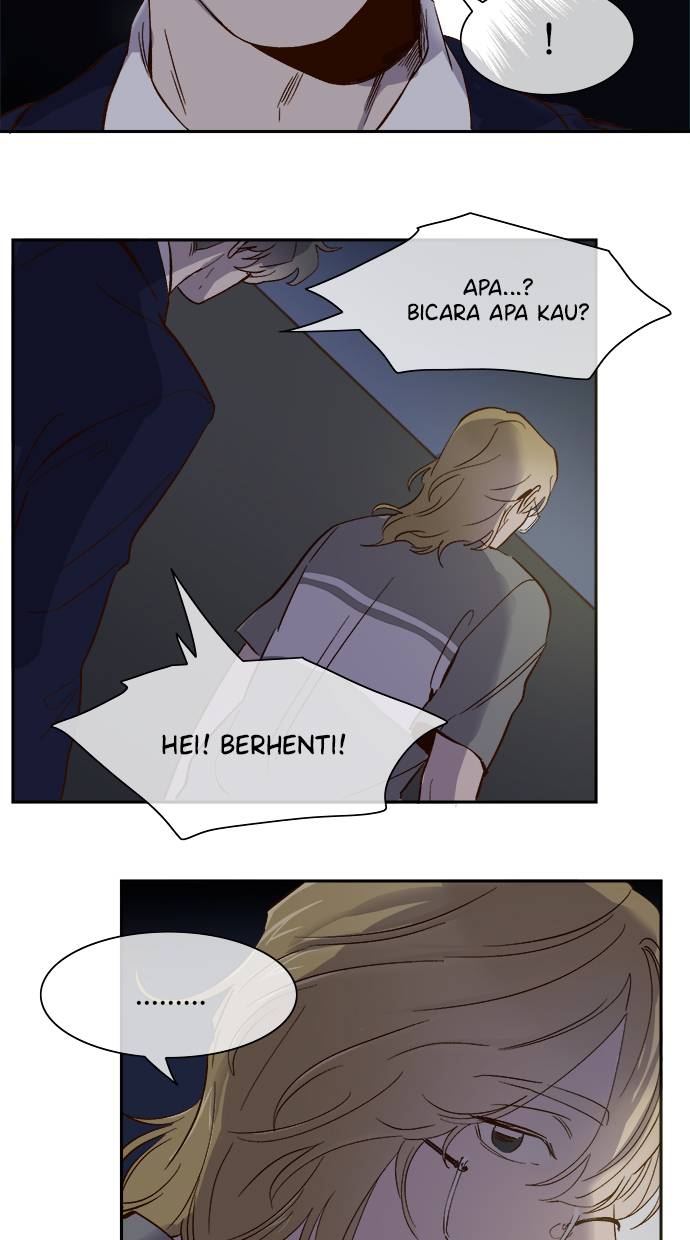 !
APA...?
BICARA APA KAU?
HEI! BERHENTI!
.........